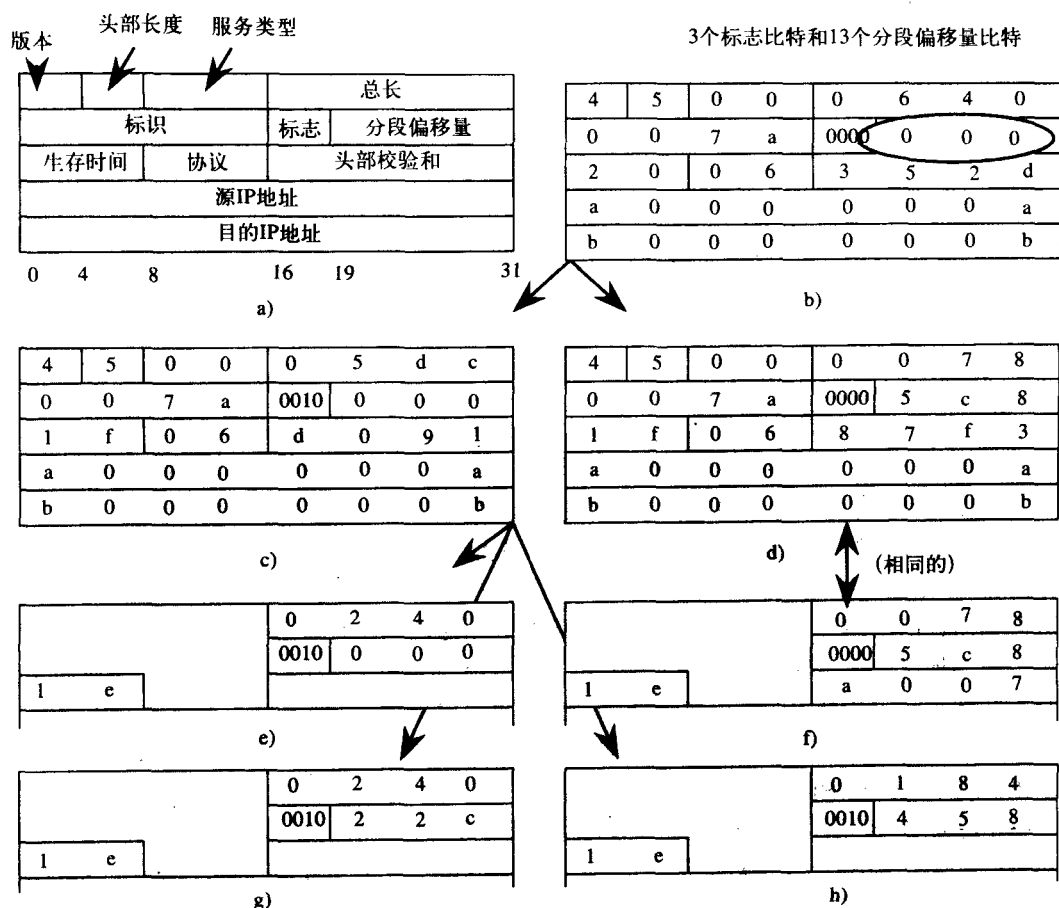 头部长度 服务类型
版本
3个标志比特和13个分段偏移量比特
总长
标识 标志 分段偏移量
生存时间 协议 头部校验和
源IP地址
目的IP地址
0 4 8 16 19 31
a)
4 5 0 0 0 6 4 0
0 0 7 a 0000 0 0 0
2 0 0 6 3 5 2 d
a 0 0 0 0 0 0 a
b 0 0 0 0 0 0 b
b)
4 5 0 0 0 5 d c
0 0 7 a 0010 0 0 0
1 f 0 6 d 0 9 1
a 0 0 0 0 0 0 a
b 0 0 0 0 0 0 b
c)
4 5 0 0 0 0 7 8
0 0 7 a 0000 5 c 8
1 f 0 6 8 7 f 3
a 0 0 0 0 0 0 a
b 0 0 0 0 0 0 b
d)
(相同的)
0 2 4 0
0010 0 0 0
1 e
e)
0 0 7 8
0000 5 c 8
1 e a 0 0 7
f)
0 2 4 0
0010 2 2 c
1 e
g)
0 1 8 4
0010 4 5 8
1 e
h)